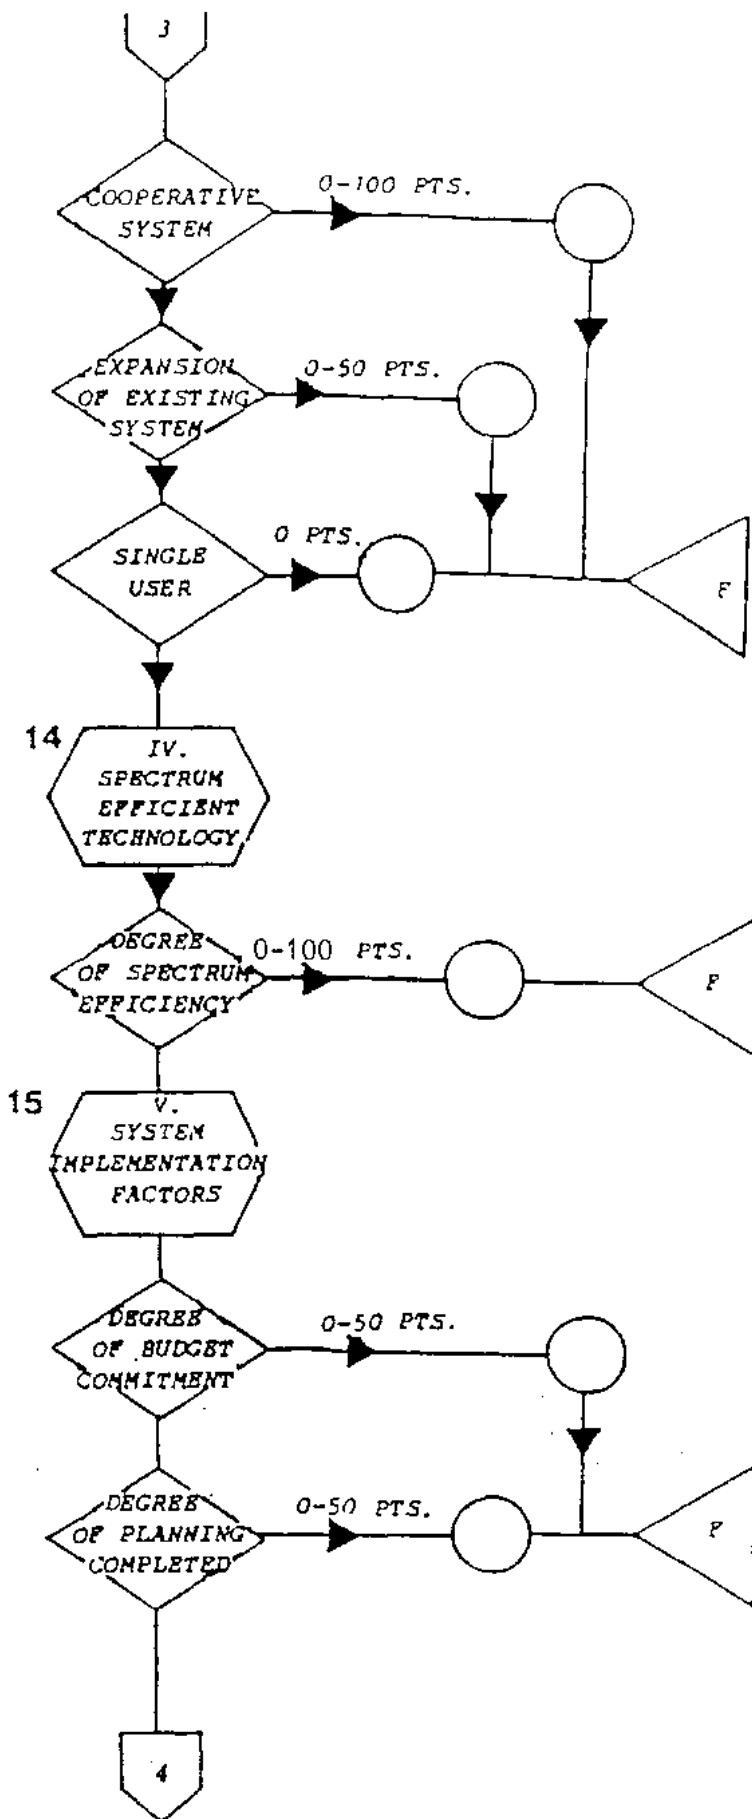 3
COOPERATIVE
SYSTEM
0-100 PTS.
EXPANSION
OF EXISTING
SYSTEM
0-50 PTS.
SINGLE
USER
0 PTS.
F
14
IV.
SPECTRUM
EFFICIENT
TECHNOLOGY
DEGREE
OF SPECTRUM
EFFICIENCY
0-100 PTS.
F
15
V.
SYSTEM
IMPLEMENTATION
FACTORS
DEGREE
OF BUDGET
COMMITMENT
0-50 PTS.
DEGREE
OF PLANNING
COMPLETED
0-50 PTS.
F
4